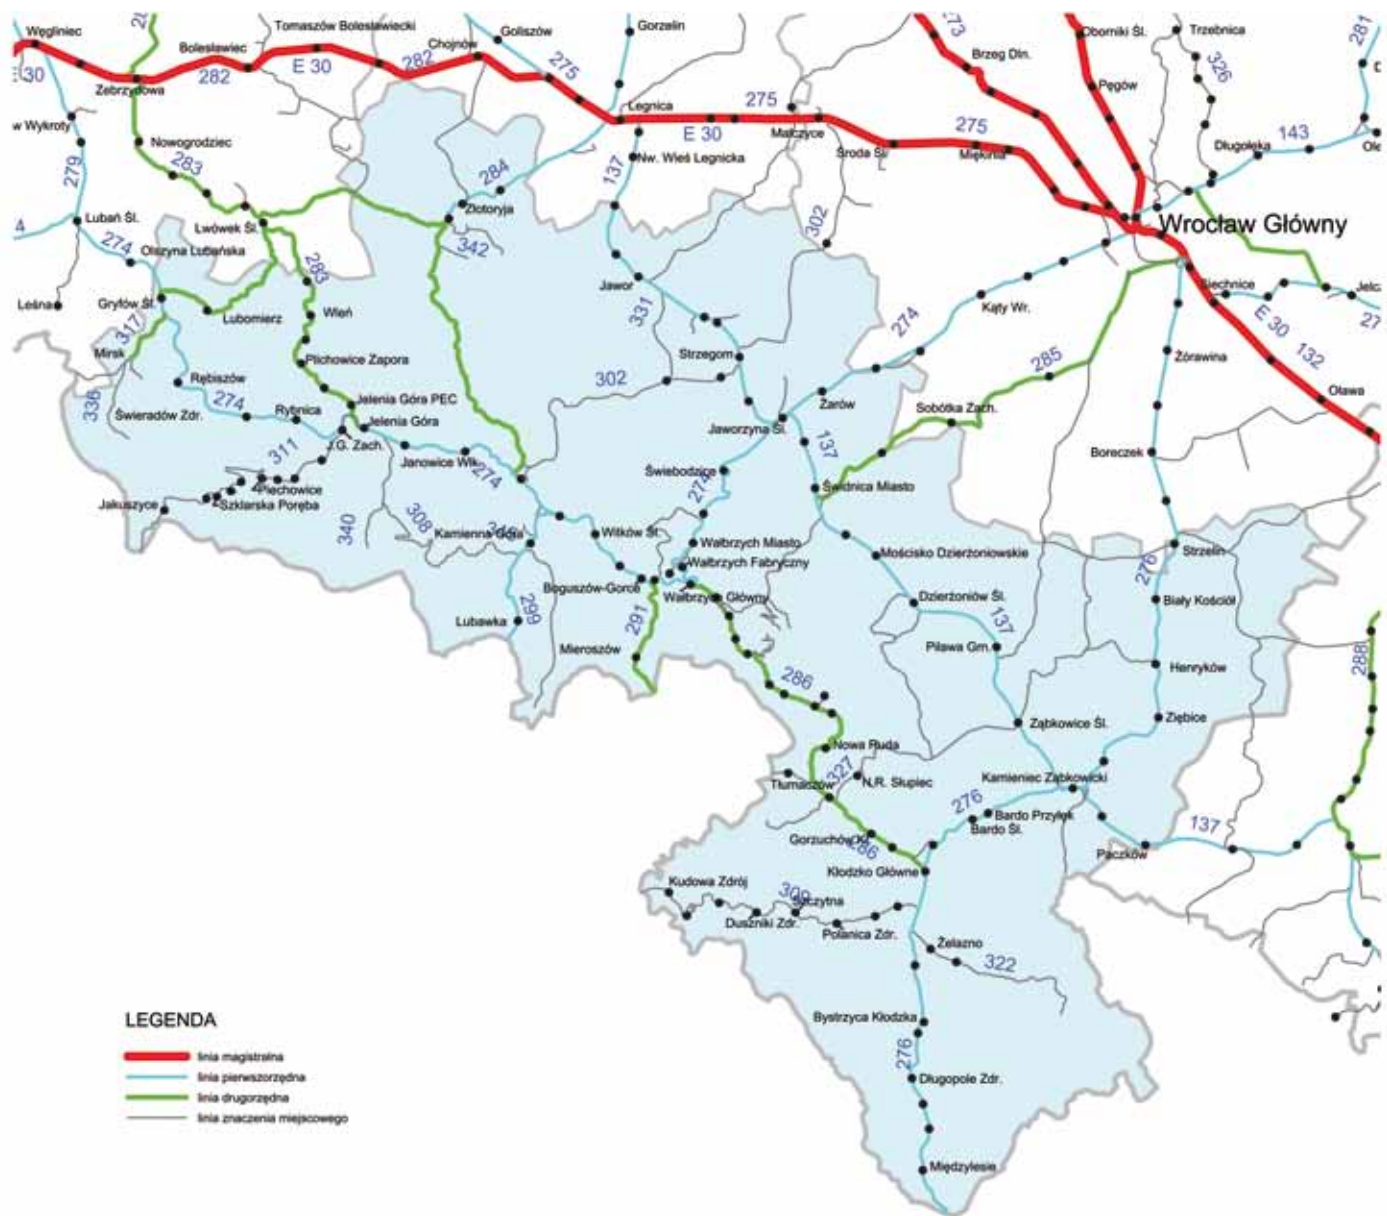 Węgliniec
30
Zebrzydowa
Bolesławiec
282
Tomaszów Bolesławiecki
E 30
Chojnów
282
Goliszów
275
Gorzelin
Legnica
E 30
275
Malczyce
Środa Śl
275
Miękinia
273
Brzeg Dln.
Oborniki Śl.
Pęgów
Trzebnica
326
281
143
Długołęka
w Wykroty
279
Nowogrodziec
283
4
Lubań Śl.
274
Olszyna Lubańska
Lwówek Śl.
283
Leśna
Gryfów Śl.
317
Lubomierz
Wleń
Mirsk
336
Świeradów Zdr.
Rębiszów
274
Rybnica
Plichowice Zapora
Jelenia Góra PEC
Jelenia Góra
J.G. Zach.
311
Piechowice
Szklarska Poręba
Jakuszyce
Janowice Wlk.
274
340
308
Kamienna Góra
345
299
Lubawka
Złotoryja
284
342
137
Nw. Wieś Legnicka
Jawor
331
Strzegom
302
302
Jaworzyna Śl.
Żarów
274
Kąty Wr.
Wrocław Główny
Siechnice
Jelcz
27
E 30
132
Oława
285
Sobótka Zach.
Żórawina
Boreczek
137
Świebodzice
274
Świdnica Miasto
Witków Śl.
Wałbrzych Miasto
Wałbrzych Fabryczny
Boguszów-Gorce
Wałbrzych Główny
291
Mieroszów
Mościsko Dzierżoniowskie
Dzierżoniów Śl.
137
Piława Grn.
276
Strzelin
Biały Kościół
Henryków
Ziębice
Ząbkowice Śl.
288
286
Nowa Ruda
Tłumaczów
327
N.R. Słupiec
Kamieniec Ząbkowicki
276
Bardo Przyłęk
Bardo Śl.
137
Paczków
Gorzuchów Kł
286
Kłodzko Główne
Kudowa Zdrój
309
Szczytna
Duszniki Zdr.
Polanica Zdr.
Żelazno
322
Bystrzyca Kłodzka
276
Długopole Zdr.
Międzylesie
LEGENDA
linia magistralna
linia pierwszorzędna
linia drugorzędna
linia znaczenia miejscowego